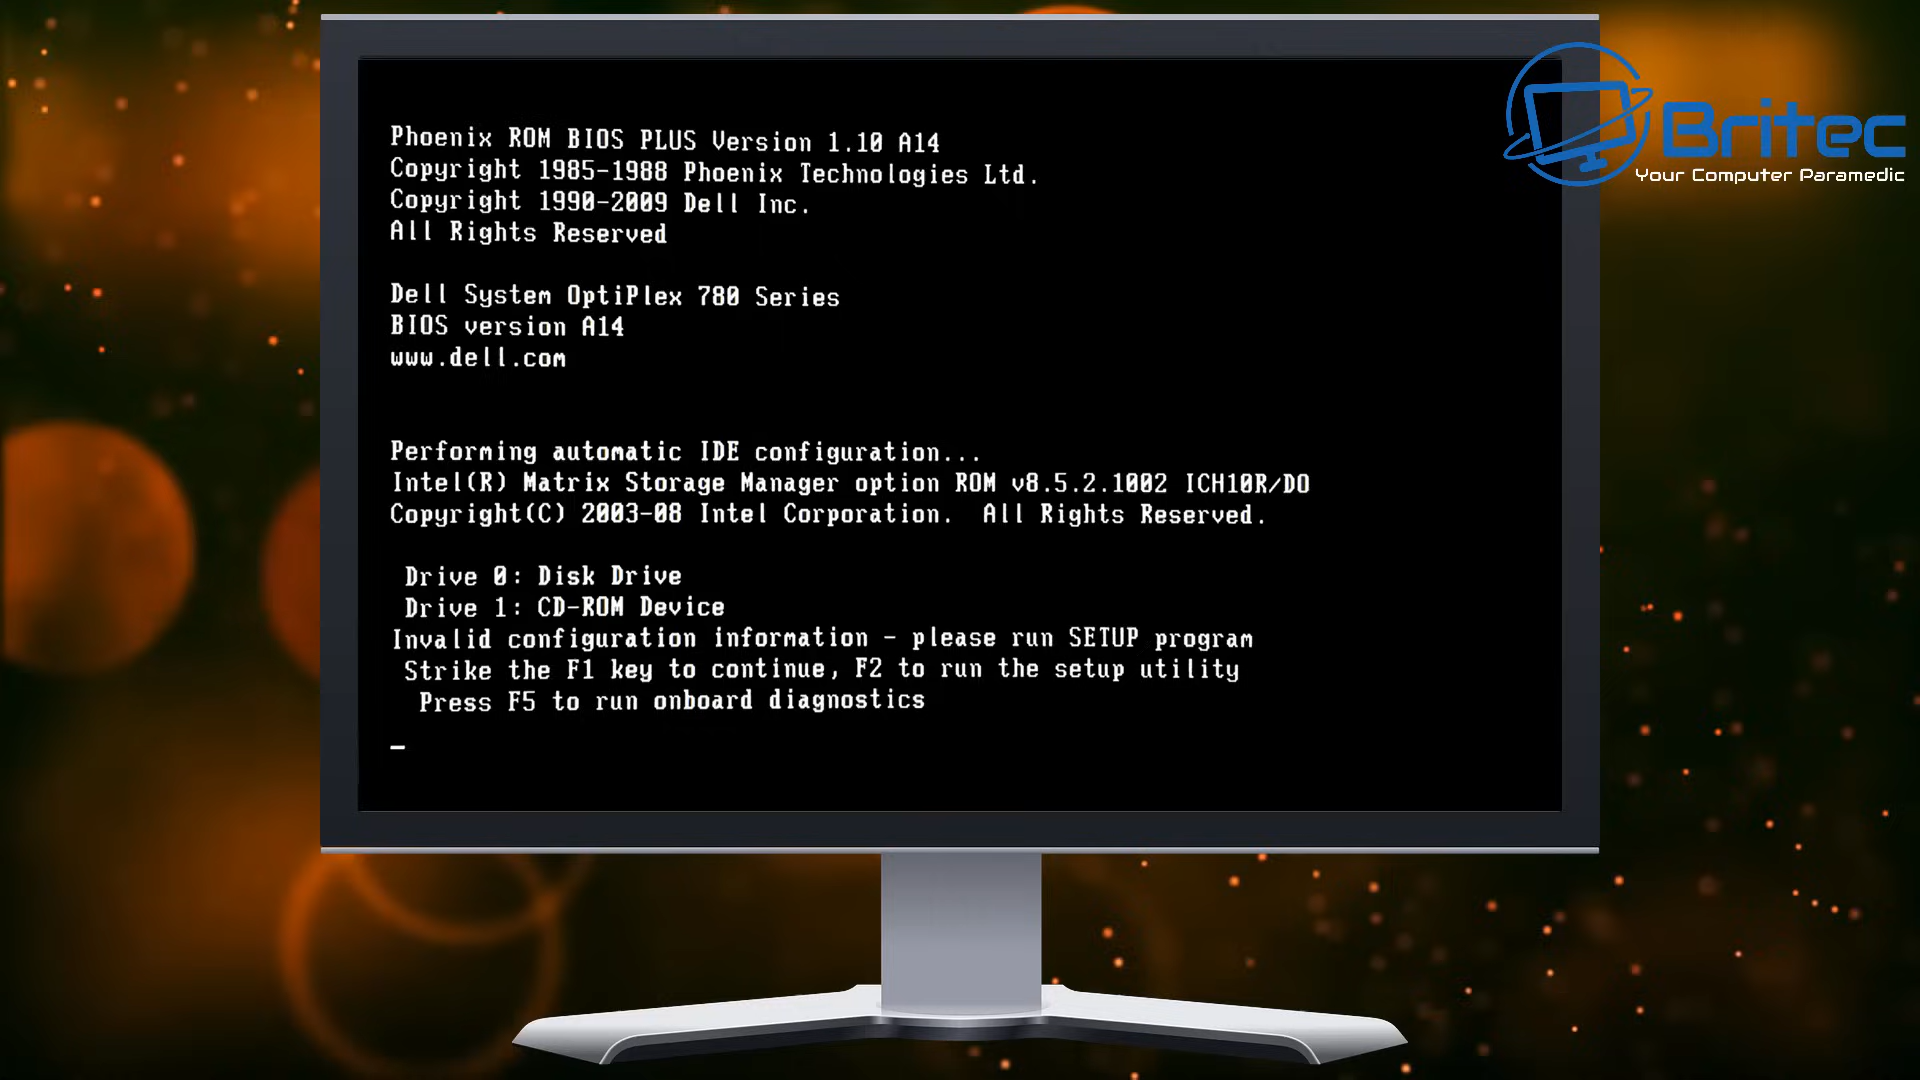 Britec
Your Computer Paramedic
Phoenix ROM BIOS PLUS Version 1.10 A14
Copyright 1985-1988 Phoenix Technologies Ltd.
Copyright 1990-2009 Dell Inc.
All Rights Reserved
Dell System OptiPlex 780 Series
BIOS version A14
www.dell.com
Performing automatic IDE configuration...
Intel(R) Matrix Storage Manager option ROM v8.5.2.1002 ICH10R/DO
Copyright(C) 2003-08 Intel Corporation.  All Rights Reserved.
Drive 0: Disk Drive
Drive 1: CD-ROM Device
Invalid configuration information - please run SETUP program
Strike the F1 key to continue, F2 to run the setup utility
Press F5 to run onboard diagnostics
_